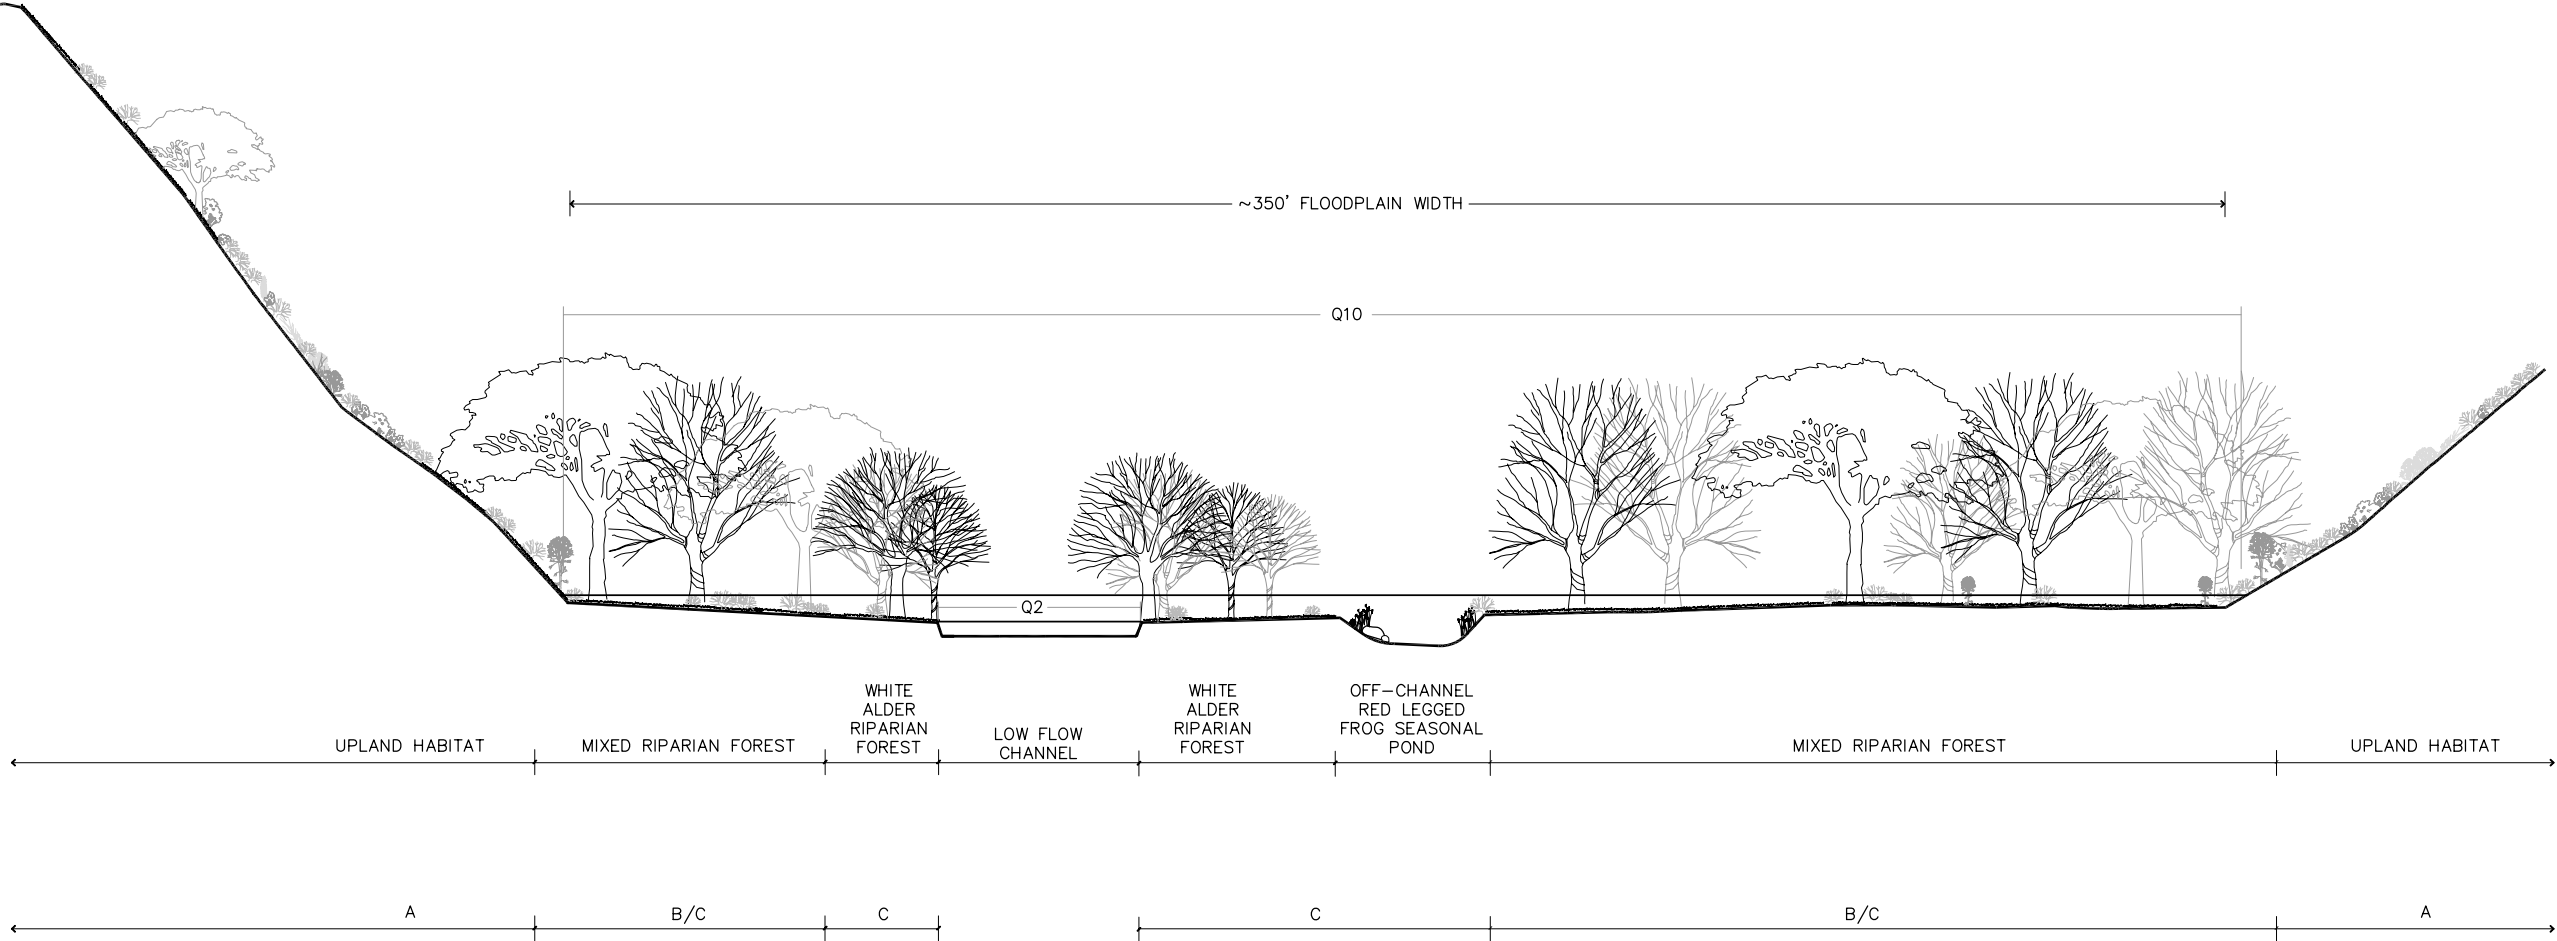 ~350' FLOODPLAIN WIDTH
Q10
Q2
UPLAND HABITAT
MIXED RIPARIAN FOREST
WHITE
ALDER
RIPARIAN
FOREST
LOW FLOW
CHANNEL
WHITE
ALDER
RIPARIAN
FOREST
OFF-CHANNEL
RED LEGGED
FROG SEASONAL
POND
MIXED RIPARIAN FOREST
UPLAND HABITAT
A
B/C
C
C
B/C
A